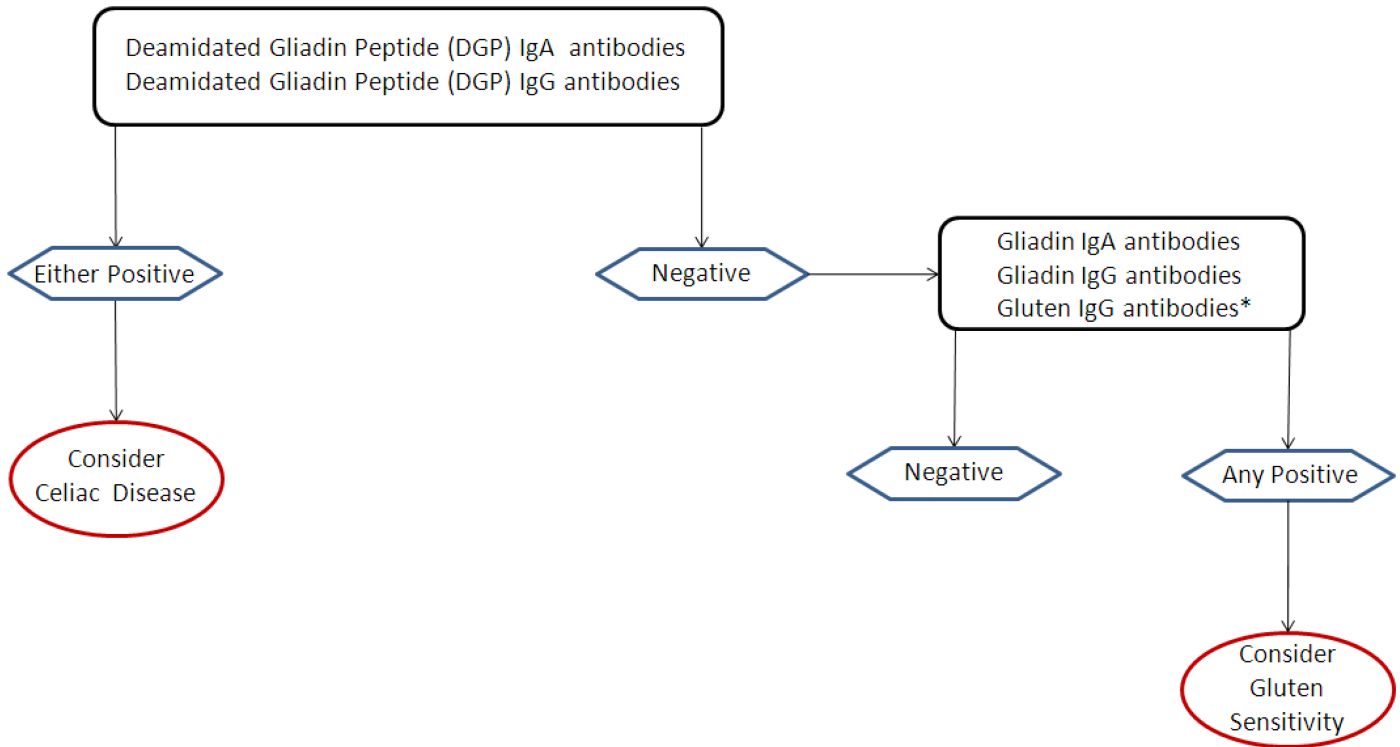 Deamidated Gliadin Peptide (DGP) IgA antibodies
Deamidated Gliadin Peptide (DGP) IgG antibodies
Either Positive
Negative
Gliadin IgA antibodies
Gliadin IgG antibodies
Gluten IgG antibodies*
Consider
Celiac Disease
Negative
Any Positive
Consider
Gluten
Sensitivity